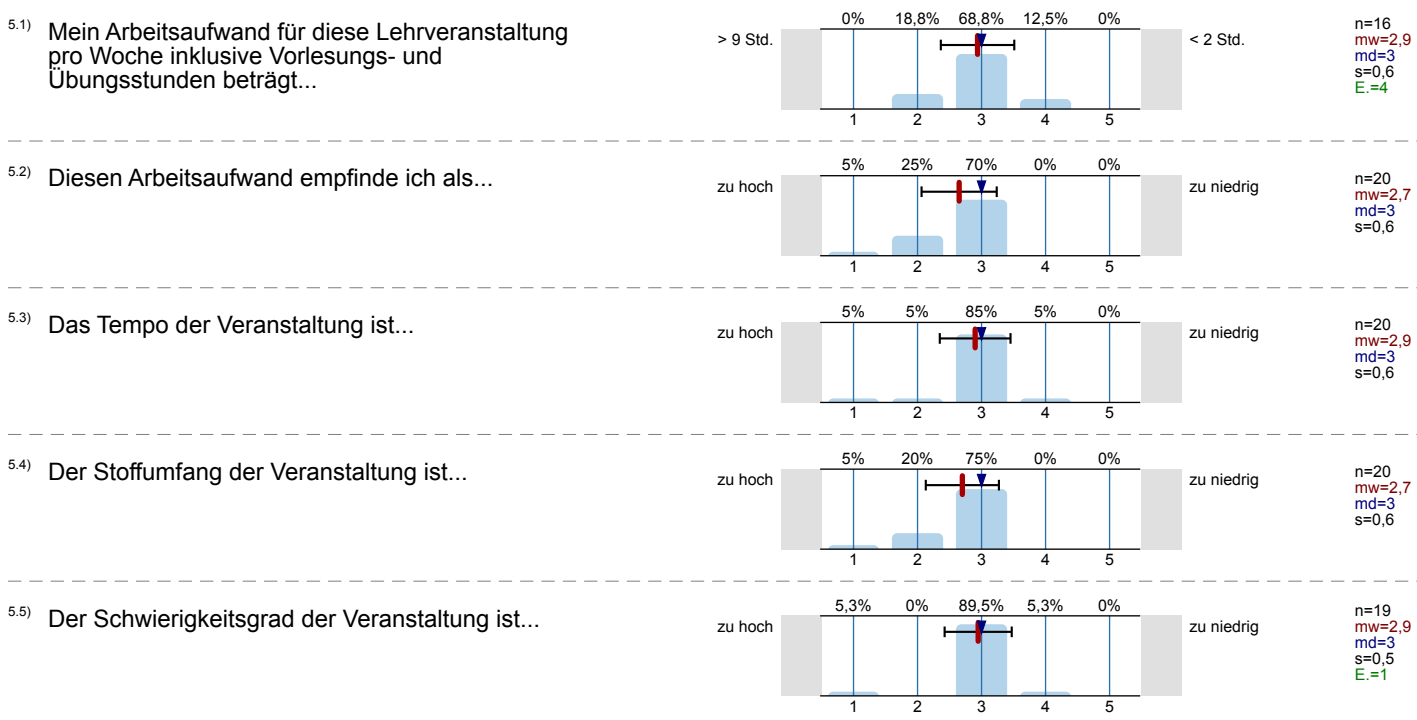 5.1) Mein Arbeitsaufwand für diese Lehrveranstaltung
pro Woche inklusive Vorlesungs- und
Übungsstunden beträgt...
> 9 Std.
0% 18,8% 68,8% 12,5% 0%
1 2 3 4 5
< 2 Std.
n=16
mw=2,9
md=3
s=0,6
E.=4
5.2) Diesen Arbeitsaufwand empfinde ich als...
zu hoch
5% 25% 70% 0% 0%
1 2 3 4 5
zu niedrig
n=20
mw=2,7
md=3
s=0,6
5.3) Das Tempo der Veranstaltung ist...
zu hoch
5% 5% 85% 5% 0%
1 2 3 4 5
zu niedrig
n=20
mw=2,9
md=3
s=0,6
5.4) Der Stoffumfang der Veranstaltung ist...
zu hoch
5% 20% 75% 0% 0%
1 2 3 4 5
zu niedrig
n=20
mw=2,7
md=3
s=0,6
5.5) Der Schwierigkeitsgrad der Veranstaltung ist...
zu hoch
5,3% 0% 89,5% 5,3% 0%
1 2 3 4 5
zu niedrig
n=19
mw=2,9
md=3
s=0,5
E.=1